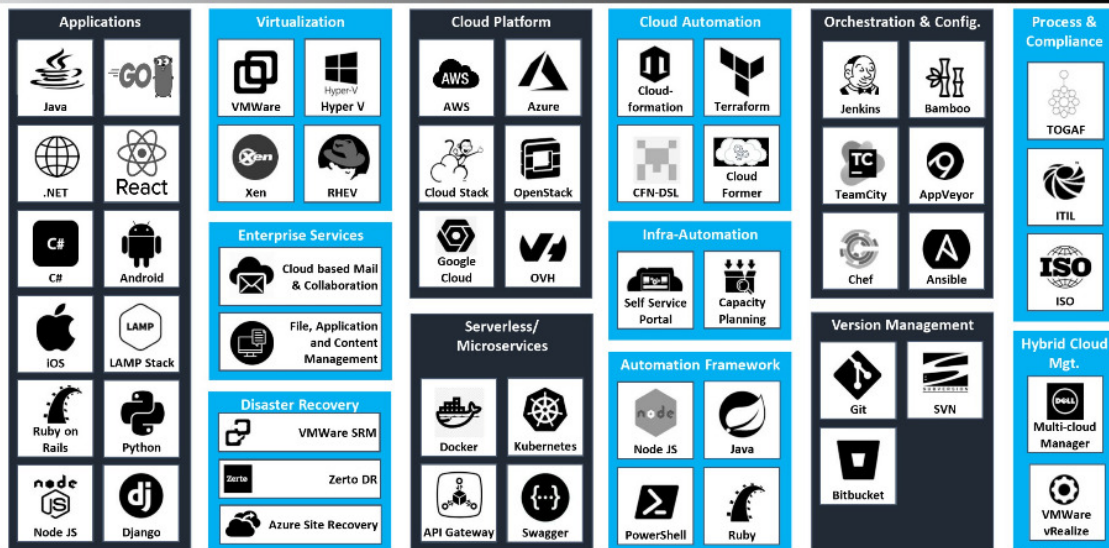 Applications
Java
GO
.NET
React
C#
C#
Android
iOS
LAMP
LAMP Stack
Ruby on
Rails
Python
node
JS
Node JS
dj
Django
Virtualization
VMWare
Hyper-V
Hyper V
Xen
Xen
RHEV
Enterprise Services
Cloud based Mail
& Collaboration
File, Application
and Content
Management
Disaster Recovery
VMWare SRM
Zerto
Zerto DR
Azure Site Recovery
Cloud Platform
AWS
AWS
Azure
Cloud Stack
OpenStack
Google
Cloud
OVH
Serverless/
Microservices
Docker
Kubernetes
API Gateway
{...}
Swagger
Cloud Automation
Cloud-
formation
Terraform
CFN-DSL
Cloud
Former
Infra-Automation
Self Service
Portal
Capacity
Planning
Automation Framework
node
Node JS
Java
PowerShell
Ruby
Orchestration & Config.
Jenkins
Bamboo
TC
TeamCity
AppVeyor
Chef
Ansible
Version Management
Git
SUBVERSION
SVN
Bitbucket
Process &
Compliance
TOGAF
ITIL
ISO
ISO
Hybrid Cloud
Mgt.
DELL
Multi-cloud
Manager
VMWare
vRealize